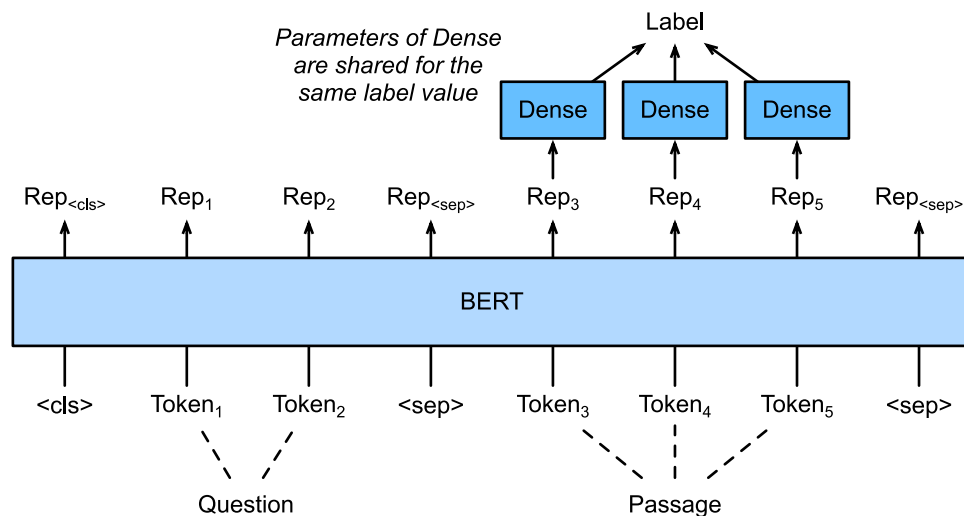 Label
Parameters of Dense
are shared for the
same label value
Dense Dense Dense
Rep<cls> Rep1 Rep2 Rep<sep> Rep3 Rep4 Rep5 Rep<sep>
BERT
<cls> Token1 Token2 <sep> Token3 Token4 Token5 <sep>
Question Passage